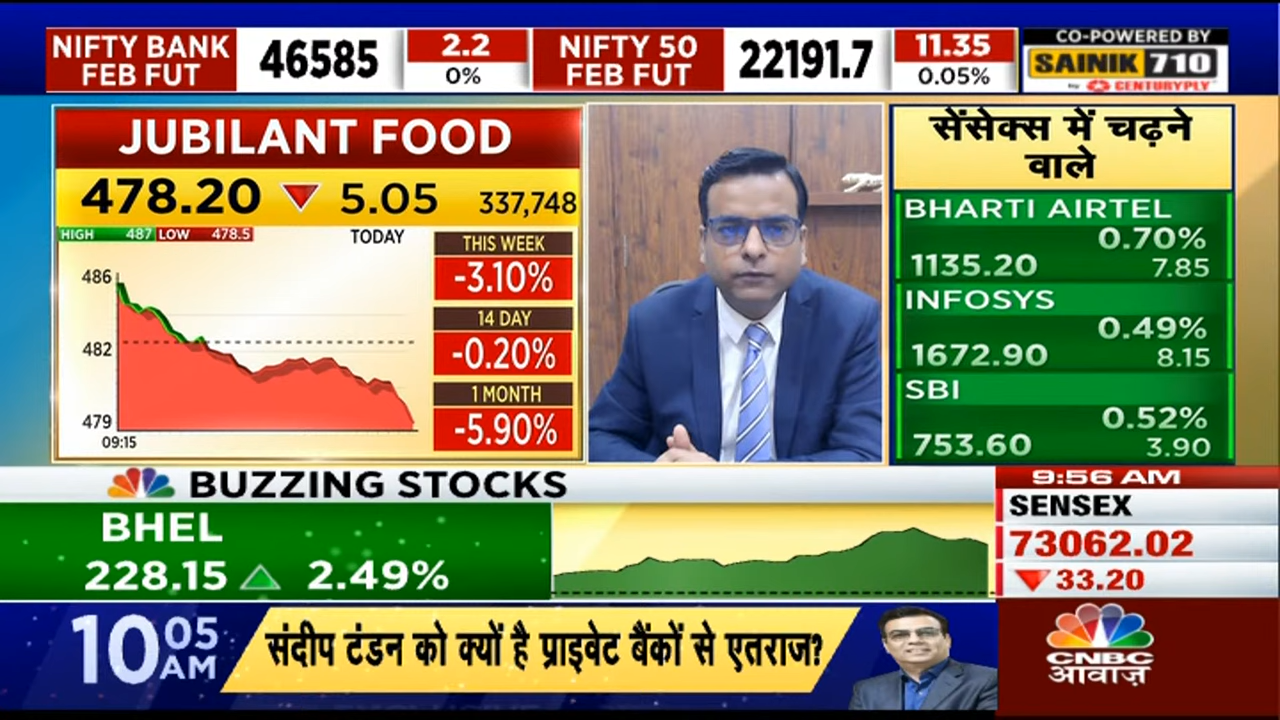 NIFTY BANK
FEB FUT
46585
2.2
0%
NIFTY 50
FEB FUT
22191.7
11.35
0.05%
CO-POWERED BY
SAINIK 710
by CENTURYPLY
JUBILANT FOOD
478.20 5.05 337,748
HIGH 487 LOW 478.5
TODAY
486
482
479
09:15
THIS WEEK
-3.10%
14 DAY
-0.20%
1 MONTH
-5.90%
सेंसेक्स में चढ़ने
वाले
BHARTI AIRTEL
0.70%
1135.20 7.85
INFOSYS
0.49%
1672.90 8.15
SBI
0.52%
753.60 3.90
BUZZING STOCKS
BHEL
228.15 2.49%
9:56 AM
SENSEX
73062.02
33.20
10 05
AM
संदीप टंडन को क्यों है प्राइवेट बैंकों से एतराज?
CNBC
आवाज़